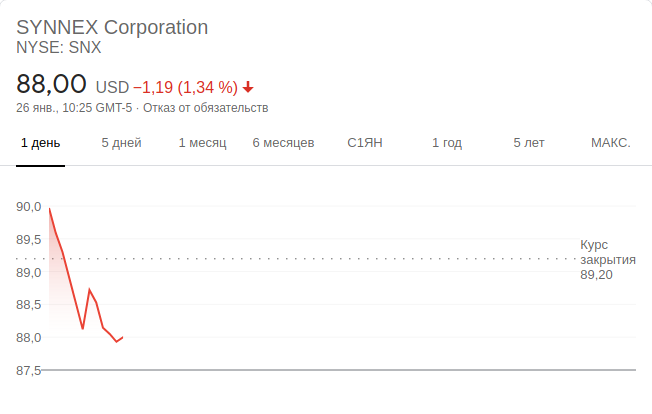 SYNNEX Corporation
NYSE: SNX
88,00 USD −1,19 (1,34 %)
26 янв., 10:25 GMT-5 · Отказ от обязательств
1 день 5 дней 1 месяц 6 месяцев С1ЯН 1 год 5 лет МАКС.
90,0
89,5
Курс
закрытия
89,20
89,0
88,5
88,0
87,5